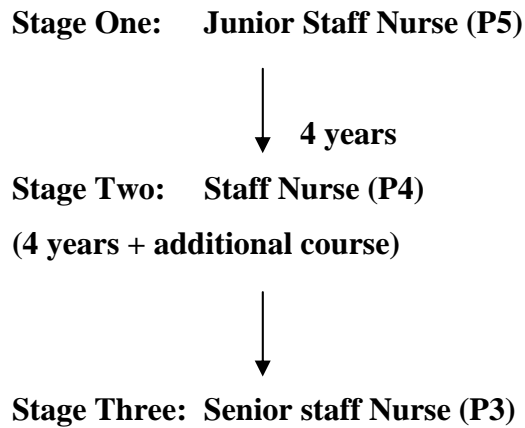 Stage One: Junior Staff Nurse (P5)
4 years
Stage Two: Staff Nurse (P4)
(4 years + additional course)
Stage Three: Senior staff Nurse (P3)